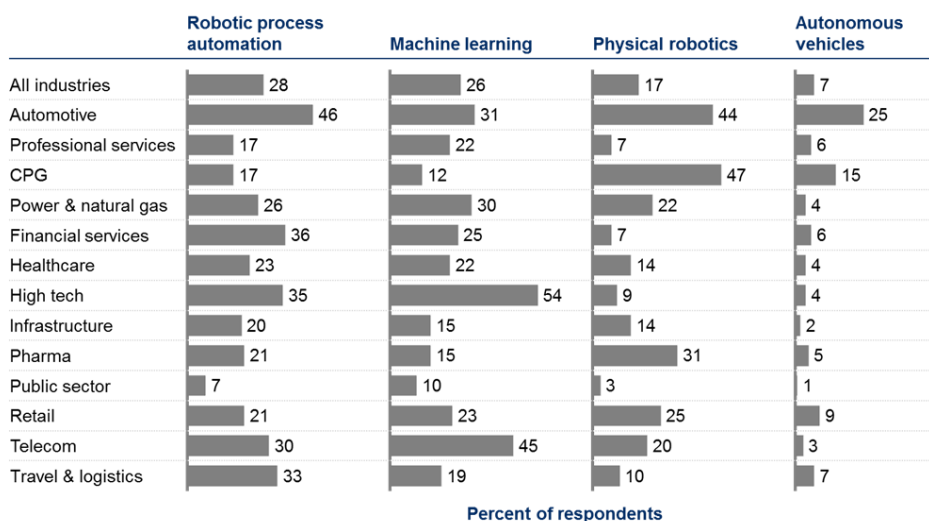 Robotic process automation Machine learning Physical robotics Autonomous vehicles
All industries 28 26 17 7
Automotive 46 31 44 25
Professional services 17 22 7 6
CPG 17 12 47 15
Power & natural gas 26 30 22 4
Financial services 36 25 7 6
Healthcare 23 22 14 4
High tech 35 54 9 4
Infrastructure 20 15 14 2
Pharma 21 15 31 5
Public sector 7 10 3 1
Retail 21 23 25 9
Telecom 30 45 20 3
Travel & logistics 33 19 10 7
Percent of respondents